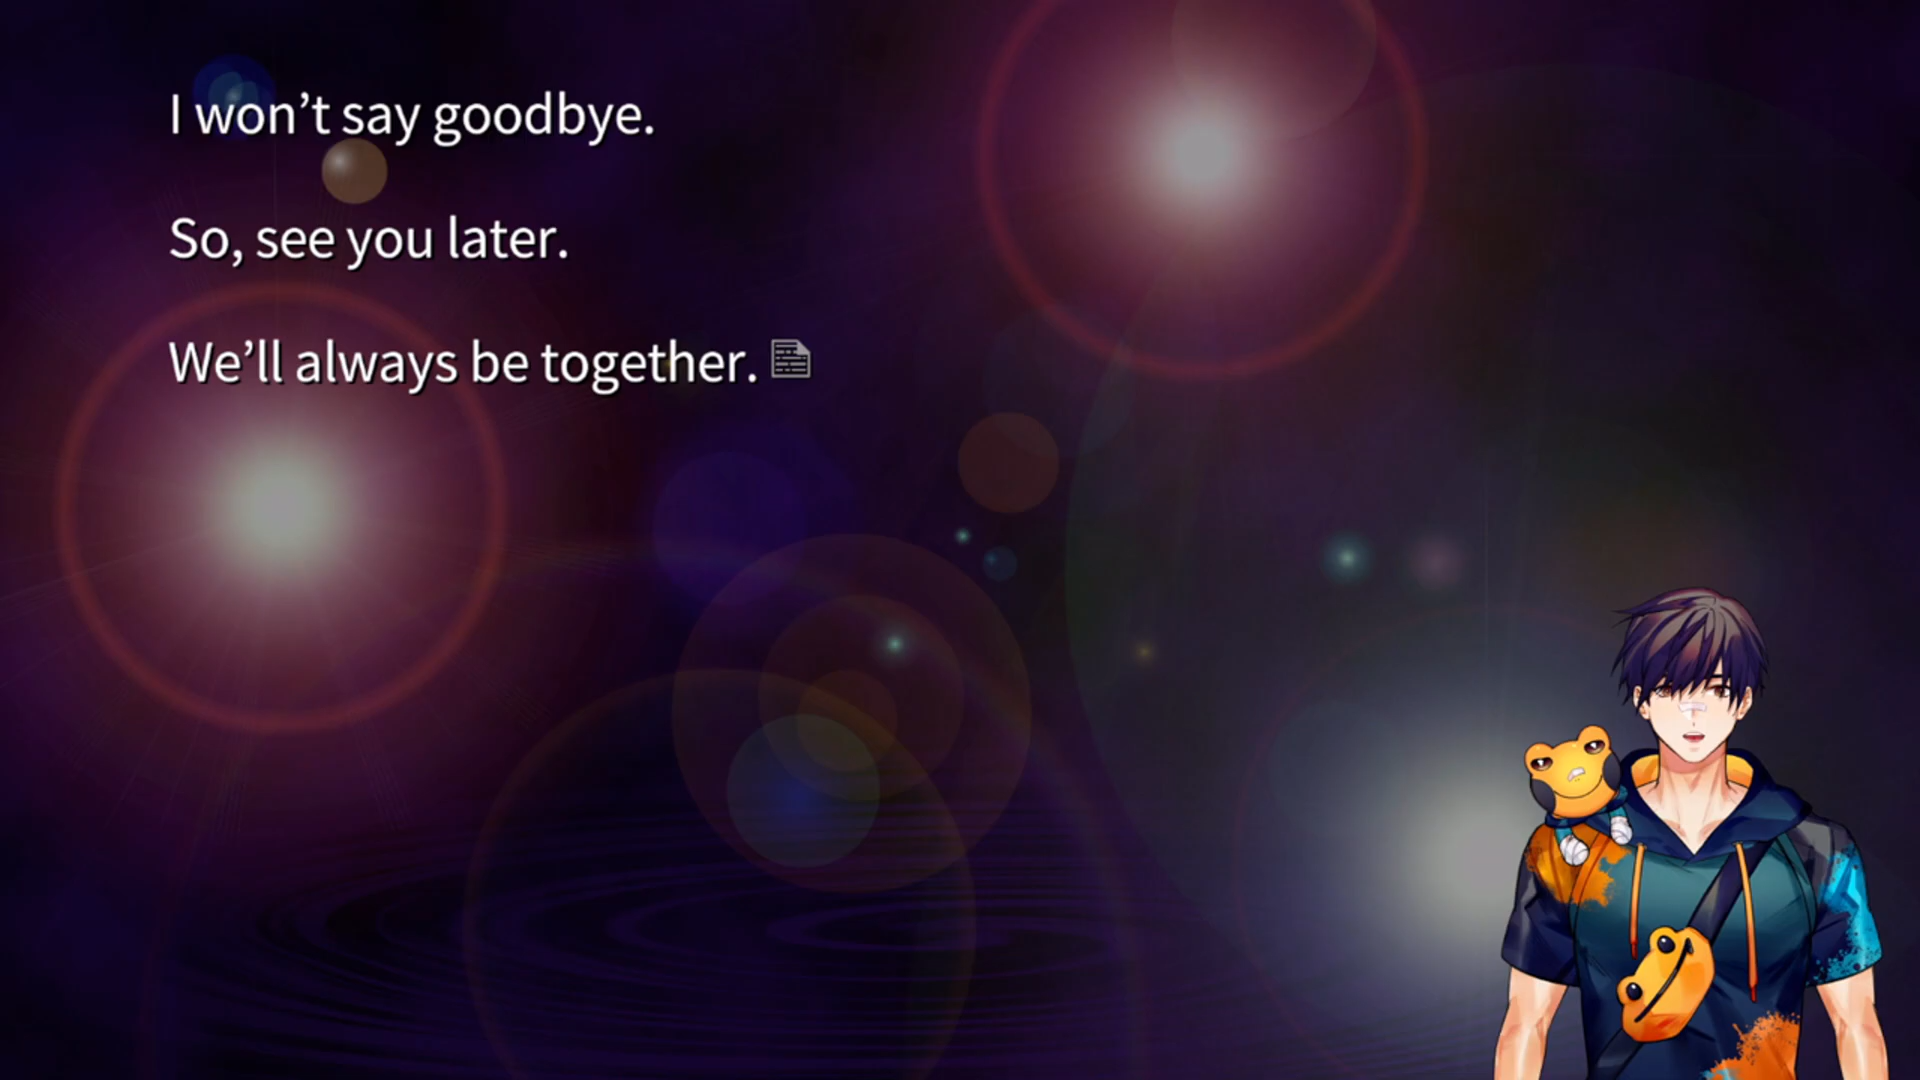 I won’t say goodbye.
So, see you later.
We’ll always be together.